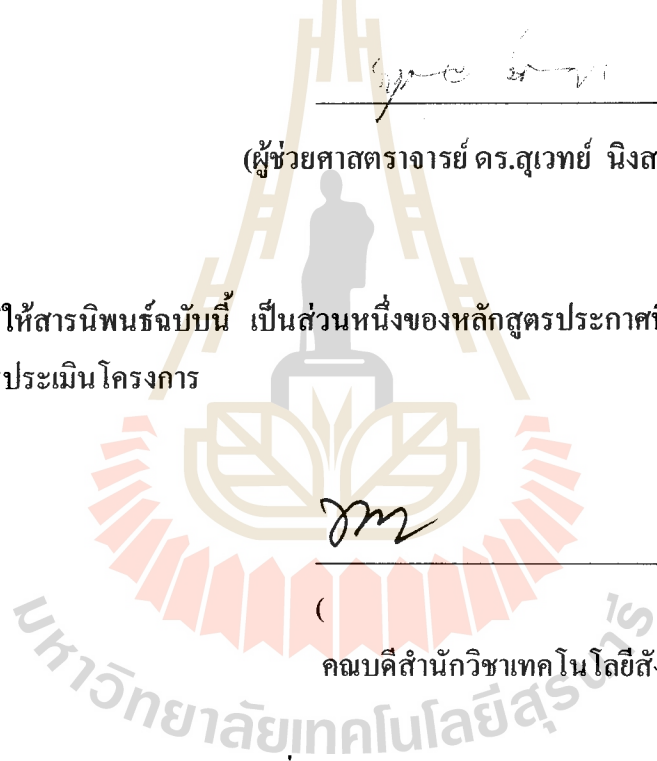 (ผู้ช่วยศาสตราจารย์ ดร.สุเวทย์ นิงส
ให้สารนิพนธ์ฉบับนี้ เป็นส่วนหนึ่งของหลักสูตรประกาศ
ประเมินโครงการ
(
คณบดีสำนักวิชาเทคโนโลยีสั
มหาวิทยาลัยเทคโนโลยีสุรนารี